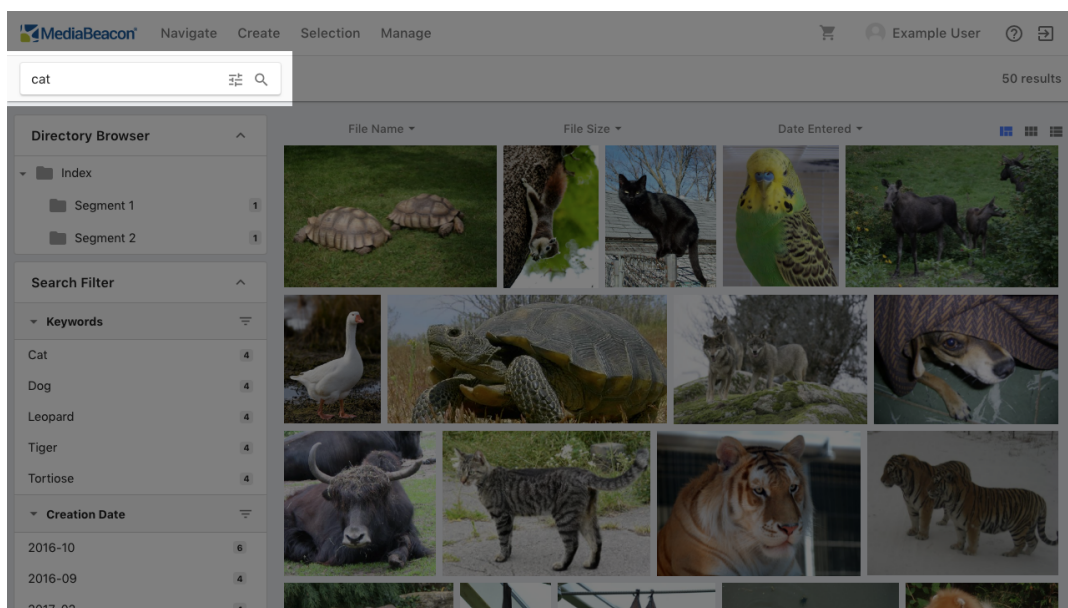 MediaBeacon® Navigate Create Selection Manage Example User
cat
50 results
Directory Browser
File Name File Size Date Entered
Index
Segment 1 1
Segment 2 1
Search Filter
Keywords
Cat 4
Dog 4
Leopard 4
Tiger 4
Tortiose 4
Creation Date
2016-10 6
2016-09 4
2017-02